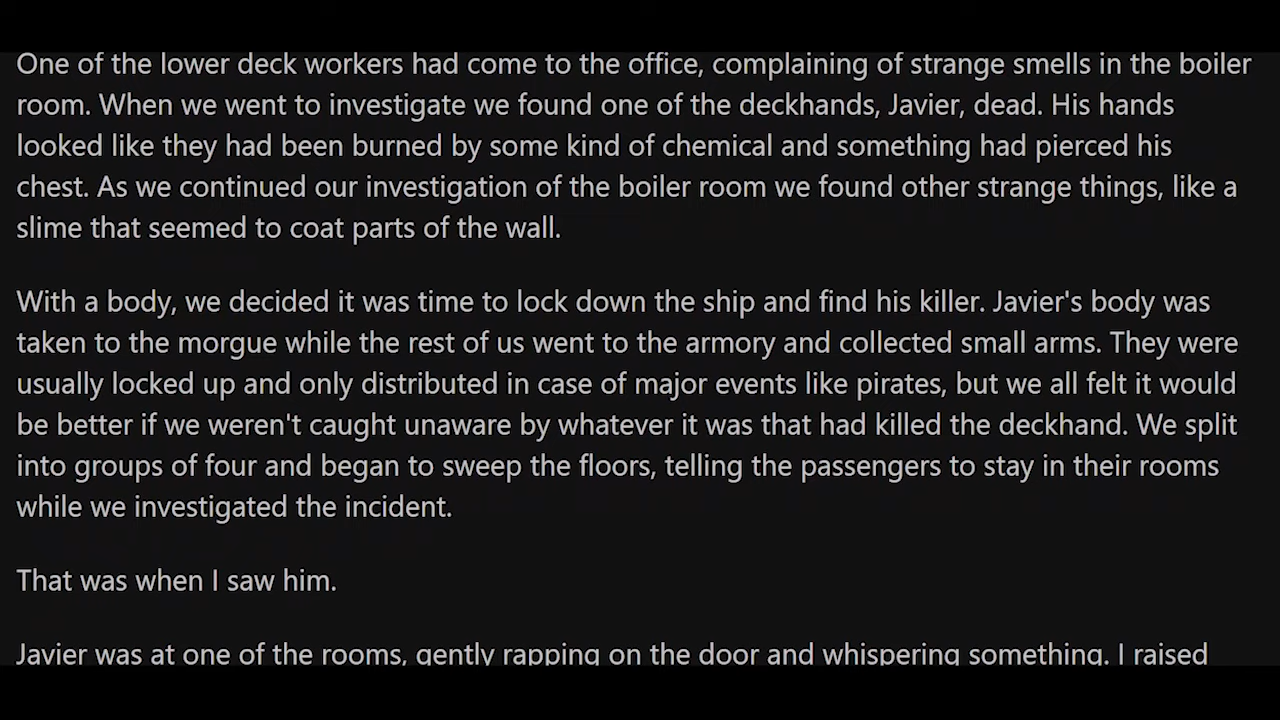 One of the lower deck workers had come to the office, complaining of strange smells in the boiler
room. When we went to investigate we found one of the deckhands, Javier, dead. His hands
looked like they had been burned by some kind of chemical and something had pierced his
chest. As we continued our investigation of the boiler room we found other strange things, like a
slime that seemed to coat parts of the wall.
With a body, we decided it was time to lock down the ship and find his killer. Javier's body was
taken to the morgue while the rest of us went to the armory and collected small arms. They were
usually locked up and only distributed in case of major events like pirates, but we all felt it would
be better if we weren't caught unaware by whatever it was that had killed the deckhand. We split
into groups of four and began to sweep the floors, telling the passengers to stay in their rooms
while we investigated the incident.
That was when I saw him.
Javier was at one of the rooms, gently rapping on the door and whispering something. I raised